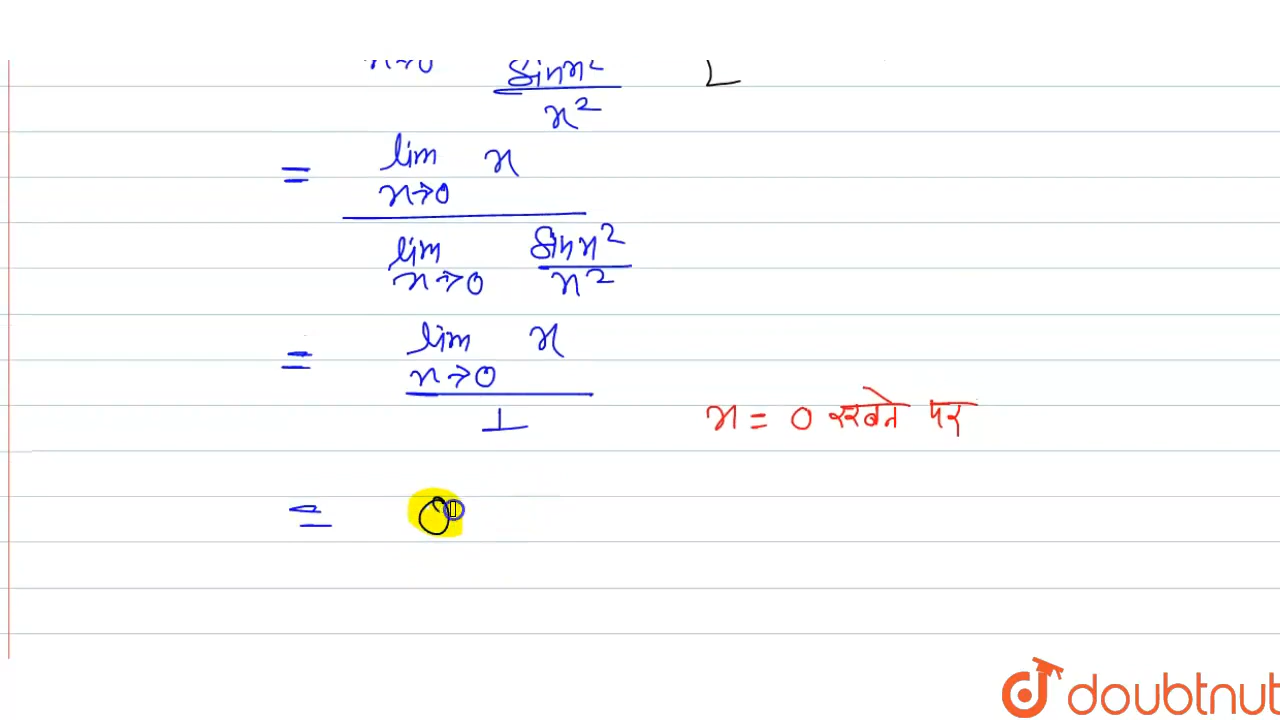 sin x²
x²
= lim x
x→0
lim sin x²
x→0 x²
= lim x
x→0
1
x = 0 रखने पर
= 0
doubtnut